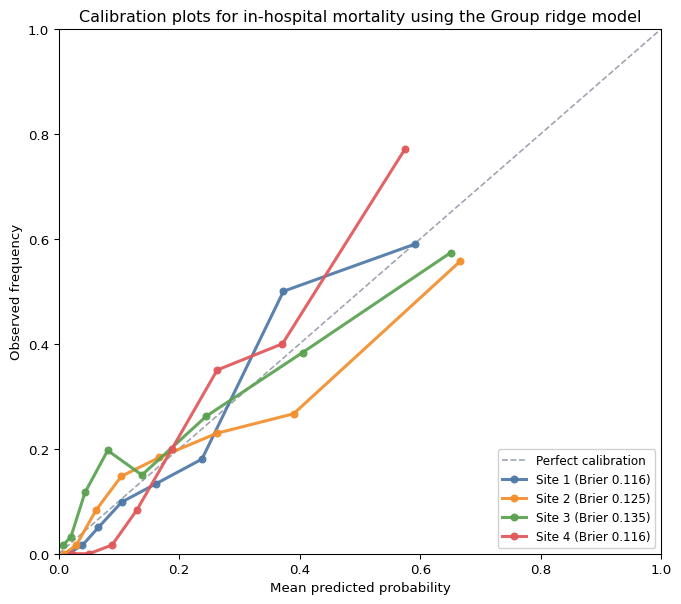 Calibration plots for in-hospital mortality using the Group ridge model
1.0
0.8
0.6
0.4
0.2
0.0
Observed frequency
0.0 0.2 0.4 0.6 0.8 1.0
Mean predicted probability
Perfect calibration
Site 1 (Brier 0.116)
Site 2 (Brier 0.125)
Site 3 (Brier 0.135)
Site 4 (Brier 0.116)